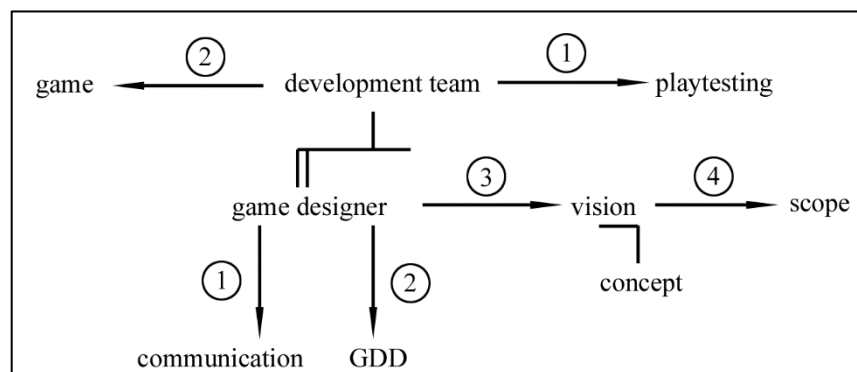 ② ①
game development team playtesting
③ ④
game designer vision scope
① ② concept
communication GDD